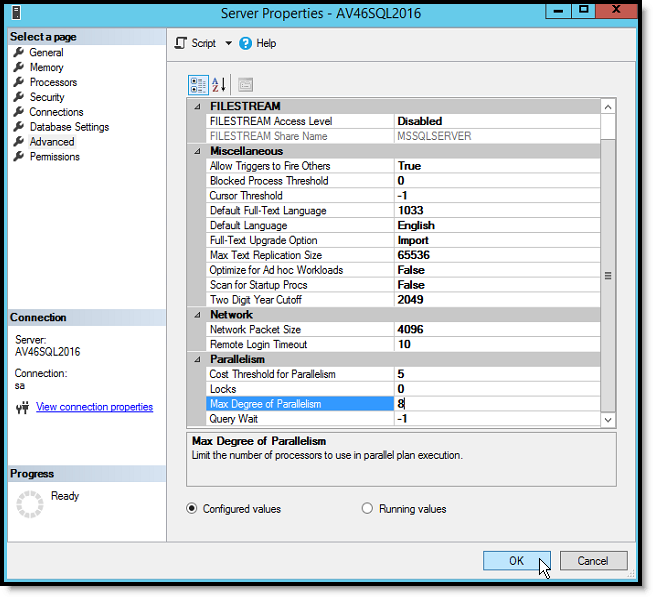 Server Properties - AV46SQL2016
Select a page
General
Memory
Processors
Security
Connections
Database Settings
Advanced
Permissions
Connection
Server:
AV46SQL2016
Connection:
sa
View connection properties
Progress
Ready
Script Help
FILESTREAM
FILESTREAM Access Level Disabled
FILESTREAM Share Name MSSQLSERVER
Miscellaneous
Allow Triggers to Fire Others True
Blocked Process Threshold 0
Cursor Threshold -1
Default Full-Text Language 1033
Default Language English
Full-Text Upgrade Option Import
Max Text Replication Size 65536
Optimize for Ad hoc Workloads False
Scan for Startup Procs False
Two Digit Year Cutoff 2049
Network
Network Packet Size 4096
Remote Login Timeout 10
Parallelism
Cost Threshold for Parallelism 5
Locks 0
Max Degree of Parallelism 8
Query Wait -1
Max Degree of Parallelism
Limit the number of processors to use in parallel plan execution.
Configured values Running values
OK Cancel